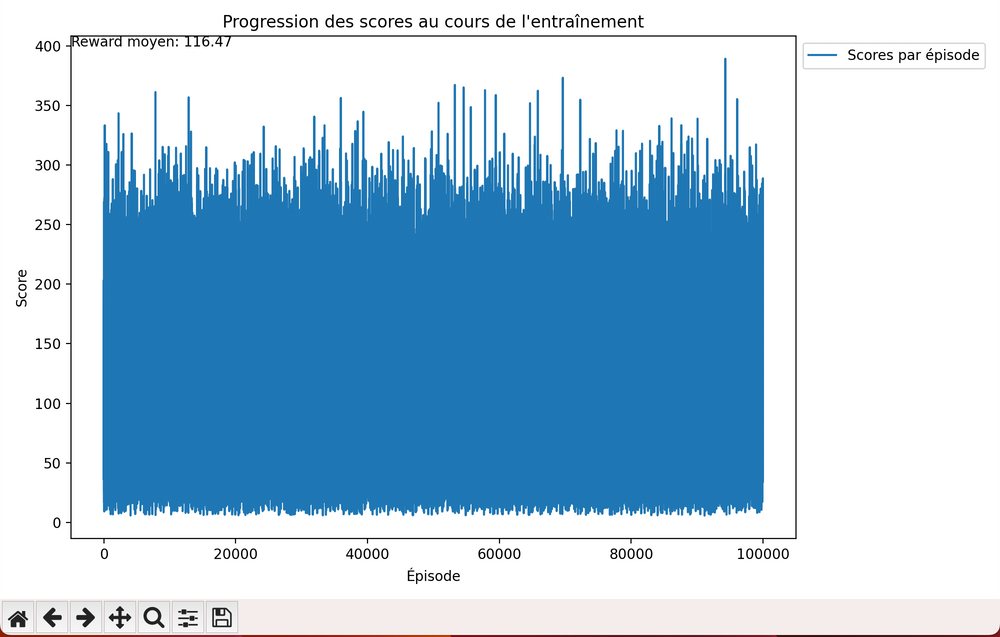 Progression des scores au cours de l'entraînement
Reward moyen: 116.47
Scores par épisode
400
350
300
250
200
150
100
50
0
Score
0 20000 40000 60000 80000 100000
Épisode